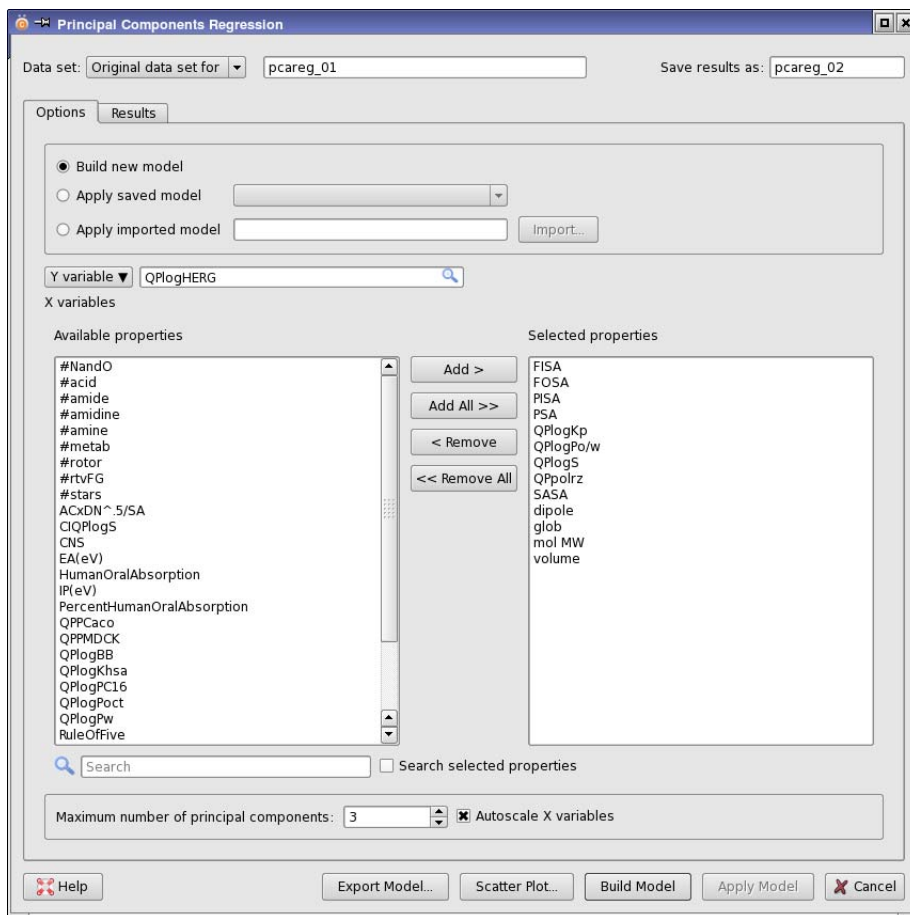 Principal Components Regression
Data set: Original data set for pcareg_01 Save results as: pcareg_02
Options Results
Build new model
Apply saved model
Apply imported model Import...
Y variable ▼ QPlogHERG
X variables
Available properties Selected properties
#NandO
#acid
#amide
#amidine
#amine
#metab
#rotor
#rtvFG
#stars
ACxDN^.5/SA
CIQPlogS
CNS
EA(eV)
HumanOralAbsorption
IP(eV)
PercentHumanOralAbsorption
QPPCaco
QPPMDCK
QPlogBB
QPlogKhsa
QPlogPC16
QPlogPoct
QPlogPw
RuleOfFive
Add >
Add All >>
< Remove
<< Remove All
FISA
FOSA
PISA
PSA
QPlogKp
QPlogPo/w
QPlogS
QPpolrz
SASA
dipole
glob
mol MW
volume
Search Search selected properties
Maximum number of principal components: 3 Autoscale X variables
Help Export Model... Scatter Plot... Build Model Apply Model Cancel